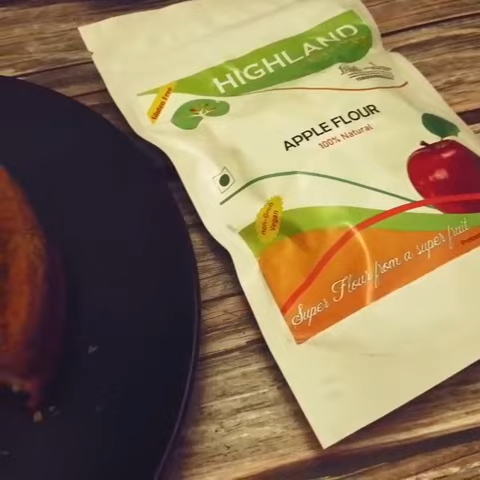 HIGHLAND
Gluten Free
APPLE FLOUR
100% Natural
non-GMO
Vegan
Super Flour from a super fruit